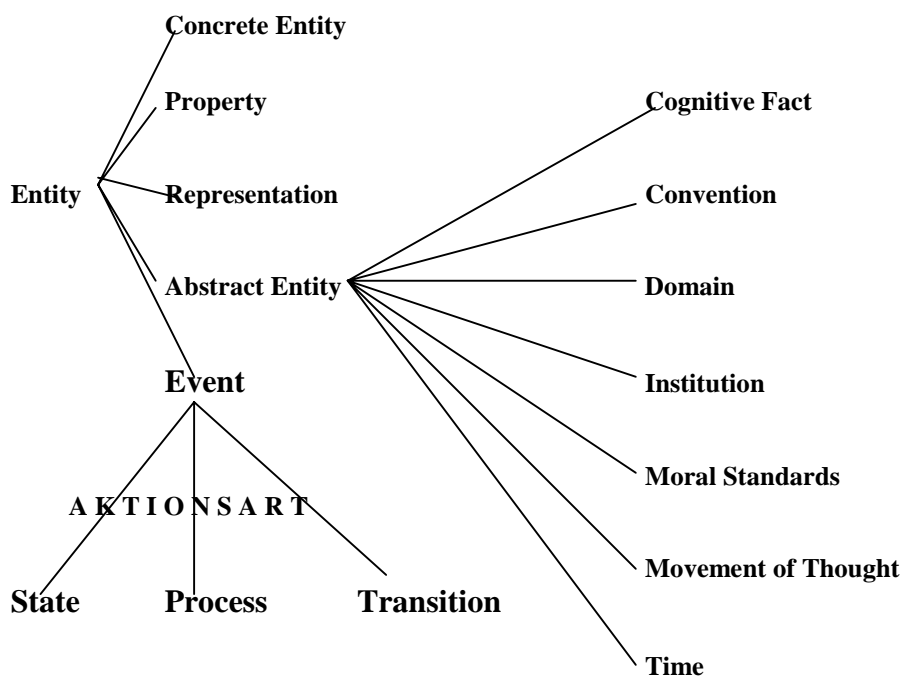 Concrete Entity
Property
Cognitive Fact
Entity
Representation
Convention
Abstract Entity
Domain
Event
Institution
Moral Standards
A K T I O N S A R T
Movement of Thought
State
Process
Transition
Time